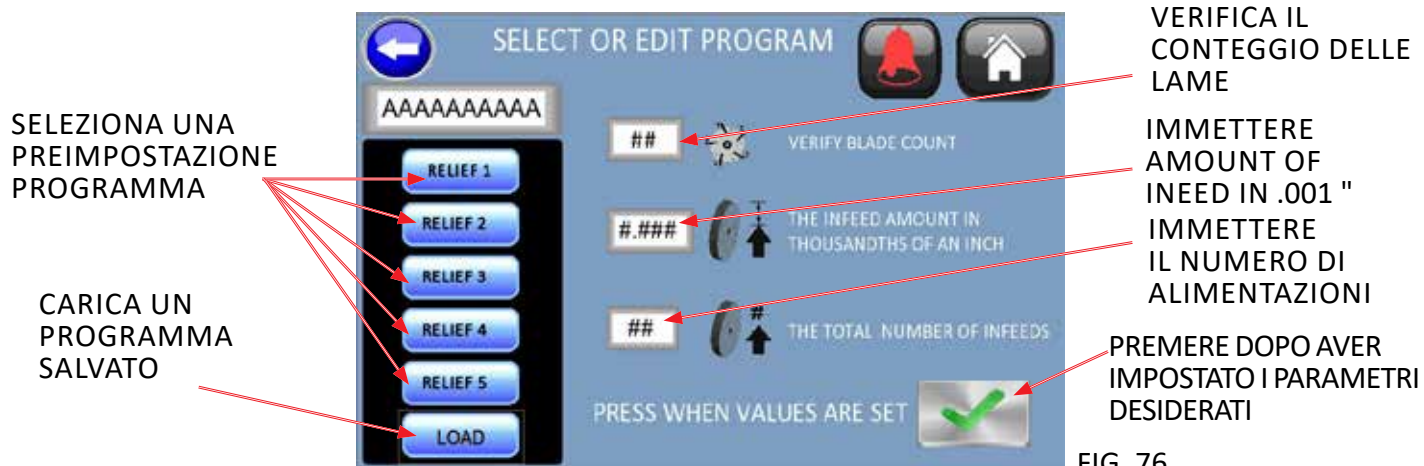 SELEZIONA UNA
PREIMPOSTAZIONE
PROGRAMMA
CARICA UN
PROGRAMMA
SALVATO
SELECT OR EDIT PROGRAM
AAAAAAAAAA
RELIEF 1
RELIEF 2
RELIEF 3
RELIEF 4
RELIEF 5
LOAD
##
VERIFY BLADE COUNT
#.###
THE INFEED AMOUNT IN
THOUSANDTHS OF AN INCH
##
#
THE TOTAL NUMBER OF INFEEDS
PRESS WHEN VALUES ARE SET
VERIFICA IL
CONTEGGIO DELLE
LAME
IMMETTERE
AMOUNT OF
INEED IN .001 "
IMMETTERE
IL NUMERO DI
ALIMENTAZIONI
PREMERE DOPO AVER
IMPOSTATO I PARAMETRI
DESIDERATI
FIG. 76